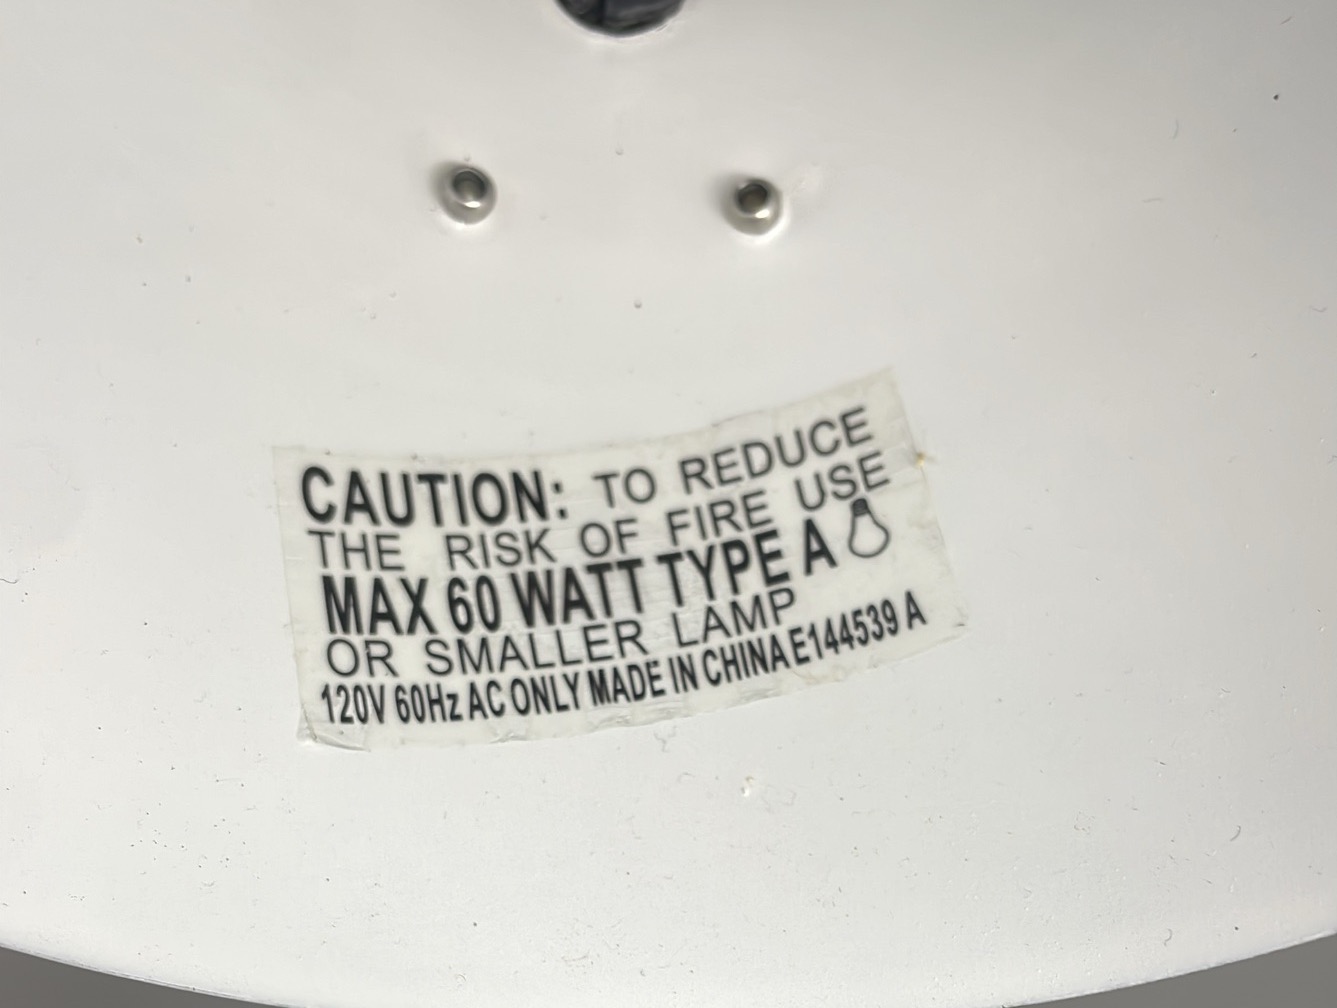 CAUTION: TO REDUCE
THE RISK OF FIRE USE
MAX 60 WATT TYPE A
OR SMALLER LAMP
120V 60Hz AC ONLY MADE IN CHINA E144539 A